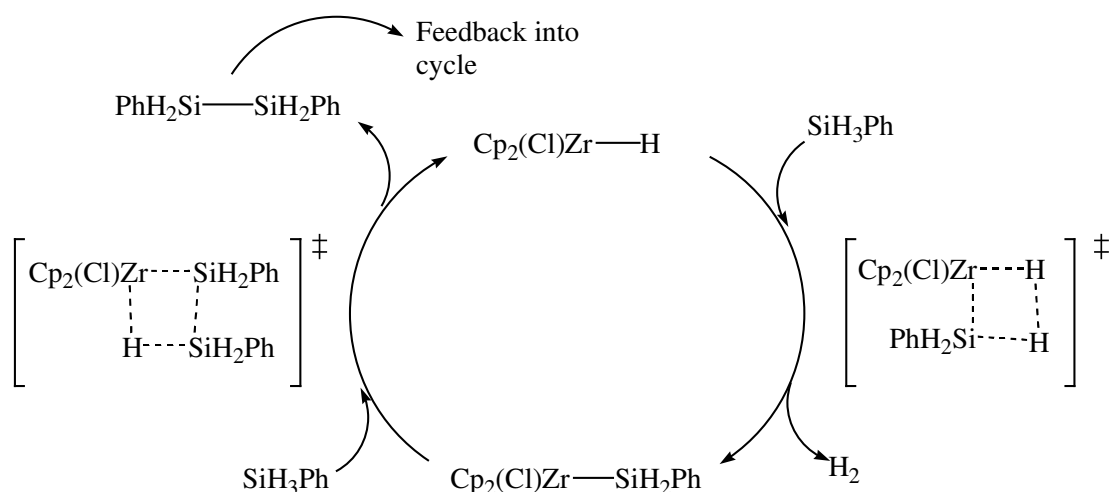 Feedback into
cycle
PhH₂Si—SiH₂Ph
SiH₃Ph
Cp₂(Cl)Zr—H
‡
Cp₂(Cl)Zr SiH₂Ph
H SiH₂Ph
‡
Cp₂(Cl)Zr H
PhH₂Si H
SiH₃Ph
Cp₂(Cl)Zr—SiH₂Ph
H₂